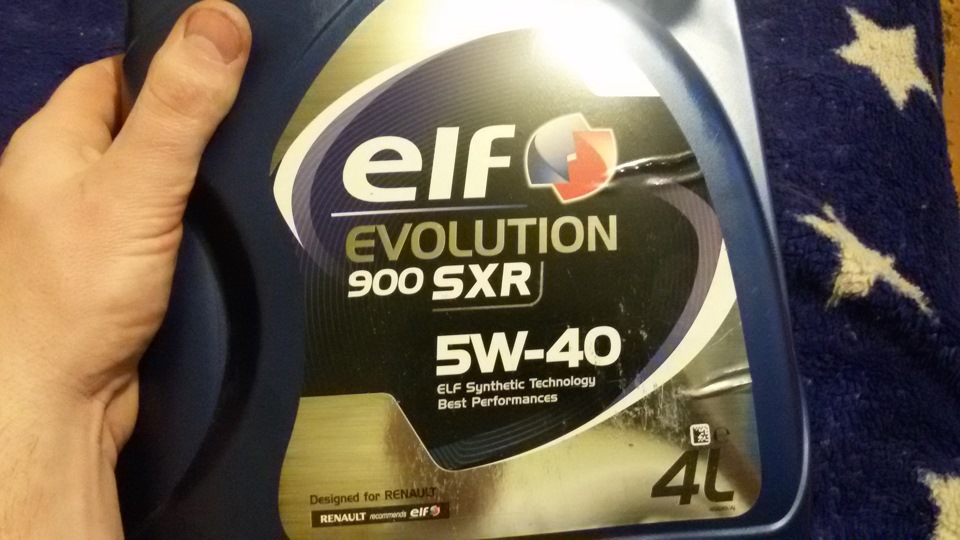 elf
EVOLUTION
900 SXR
5W-40
ELF Synthetic Technology
Best Performances
e
4L
Designed for RENAULT
RENAULT recommends elf